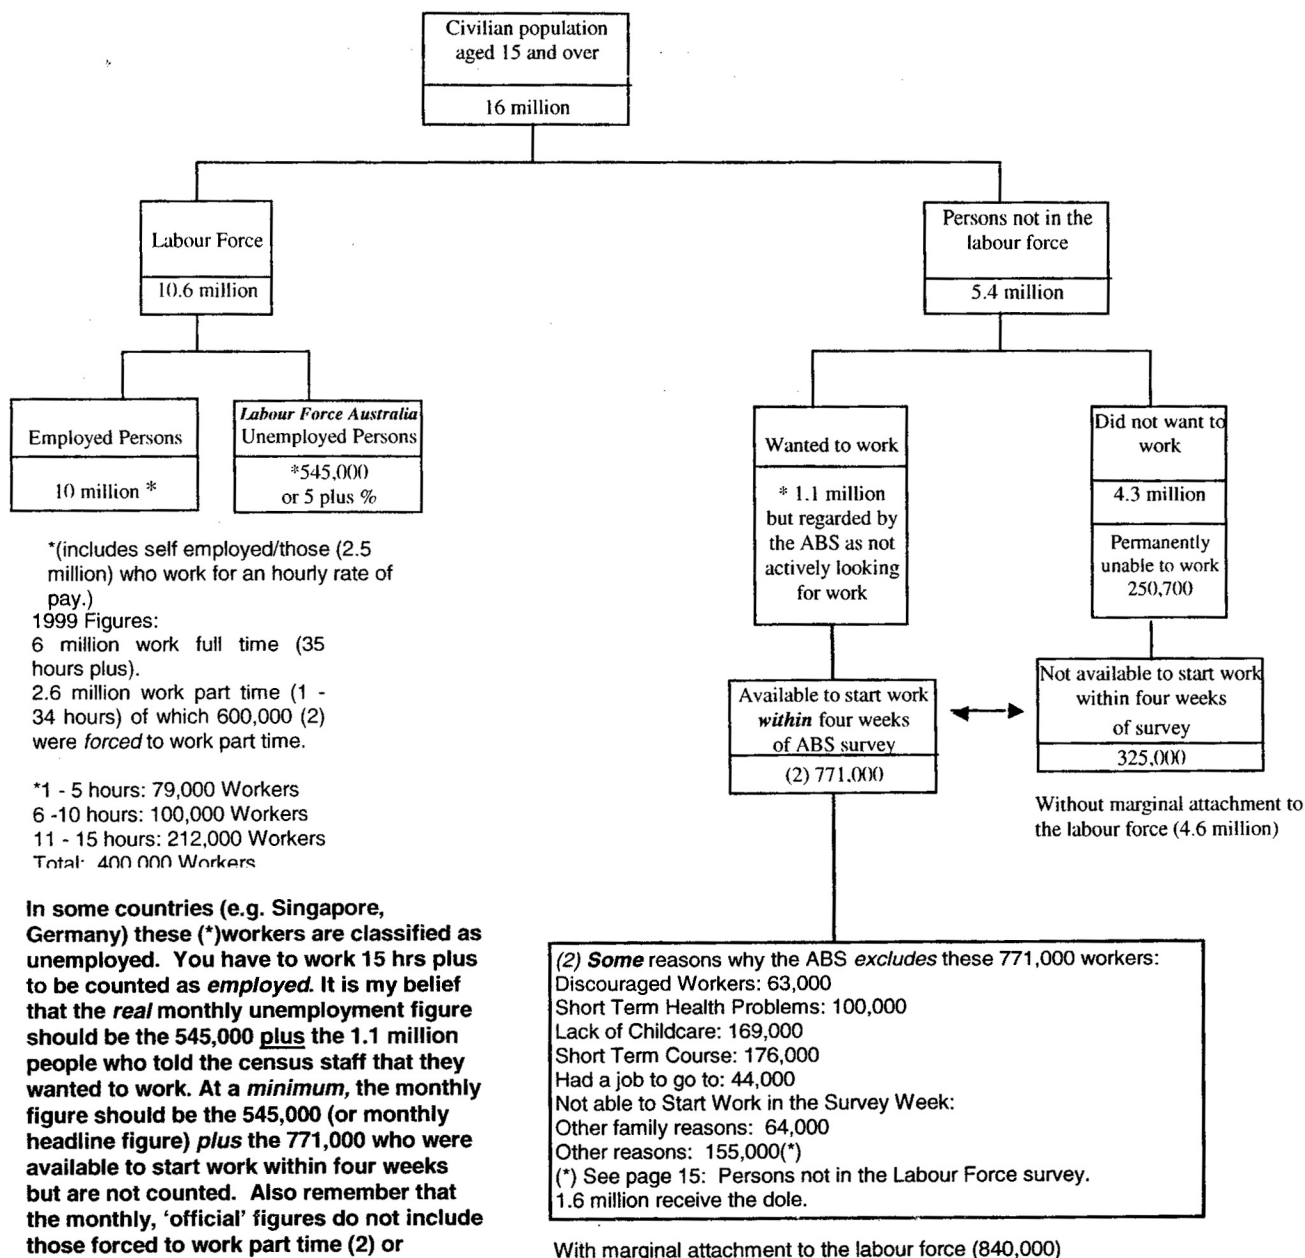 Civilian population
aged 15 and over
16 million
Labour Force
10.6 million
Persons not in the
labour force
5.4 million
Employed Persons
10 million *
Labour Force Australia
Unemployed Persons
*545,000
or 5 plus %
Wanted to work
* 1.1 million
but regarded by
the ABS as not
actively looking
for work
Did not want to
work
4.3 million
Permanently
unable to work
250,700
*(includes self employed/those (2.5
million) who work for an hourly rate of
pay.)
1999 Figures:
6 million work full time (35
hours plus).
2.6 million work part time (1 -
34 hours) of which 600,000 (2)
were forced to work part time.
*1 - 5 hours: 79,000 Workers
6 -10 hours: 100,000 Workers
11 - 15 hours: 212,000 Workers
Total: 400,000 Workers
Available to start work
within four weeks
of ABS survey
(2) 771,000
Not available to start work
within four weeks
of survey
325,000
Without marginal attachment to
the labour force (4.6 million)
In some countries (e.g. Singapore,
Germany) these (*)workers are classified as
unemployed. You have to work 15 hrs plus
to be counted as employed. It is my belief
that the real monthly unemployment figure
should be the 545,000 plus the 1.1 million
people who told the census staff that they
wanted to work. At a minimum, the monthly
figure should be the 545,000 (or monthly
headline figure) plus the 771,000 who were
available to start work within four weeks
but are not counted. Also remember that
the monthly, 'official' figures do not include
those forced to work part time (2) or
(2) Some reasons why the ABS excludes these 771,000 workers:
Discouraged Workers: 63,000
Short Term Health Problems: 100,000
Lack of Childcare: 169,000
Short Term Course: 176,000
Had a job to go to: 44,000
Not able to Start Work in the Survey Week:
Other family reasons: 64,000
Other reasons: 155,000(*)
(*) See page 15: Persons not in the Labour Force survey.
1.6 million receive the dole.
With marginal attachment to the labour force (840,000)